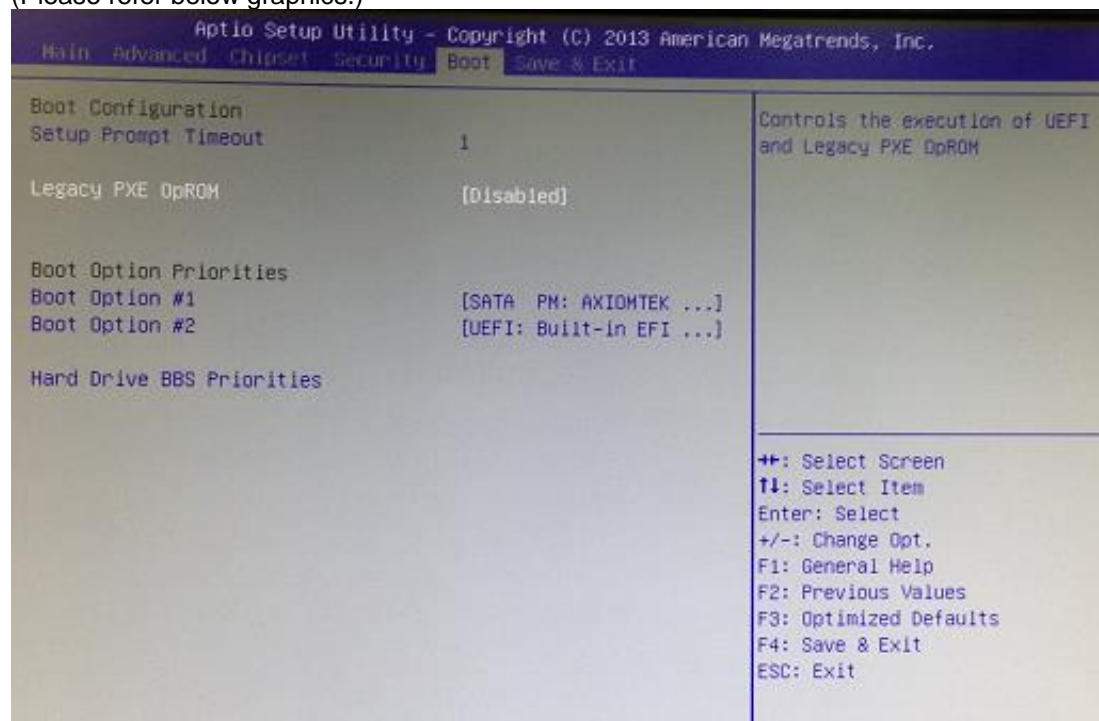 (Please refer below graphics.)
Aptio Setup Utility - Copyright (C) 2013 American Megatrends, Inc.
Main Advanced Chipset Security Boot Save & Exit
Boot Configuration
Setup Prompt Timeout 1
Legacy PXE OpROM [Disabled]
Boot Option Priorities
Boot Option #1 [SATA PM: AXIOMTEK ...]
Boot Option #2 [UEFI: Built-in EFI ...]
Hard Drive BBS Priorities
Controls the execution of UEFI
and Legacy PXE OpROM
→←: Select Screen
↑↓: Select Item
Enter: Select
+/-: Change Opt.
F1: General Help
F2: Previous Values
F3: Optimized Defaults
F4: Save & Exit
ESC: Exit